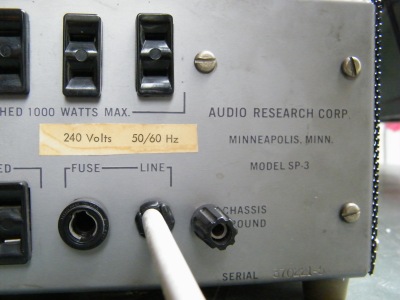 HED 1000 WATTS MAX.
AUDIO RESEARCH CORP.
240 Volts 50/60 Hz
MINNEAPOLIS, MINN.
MODEL SP-3
ED
FUSE LINE
CHASSIS
OUND
SERIAL